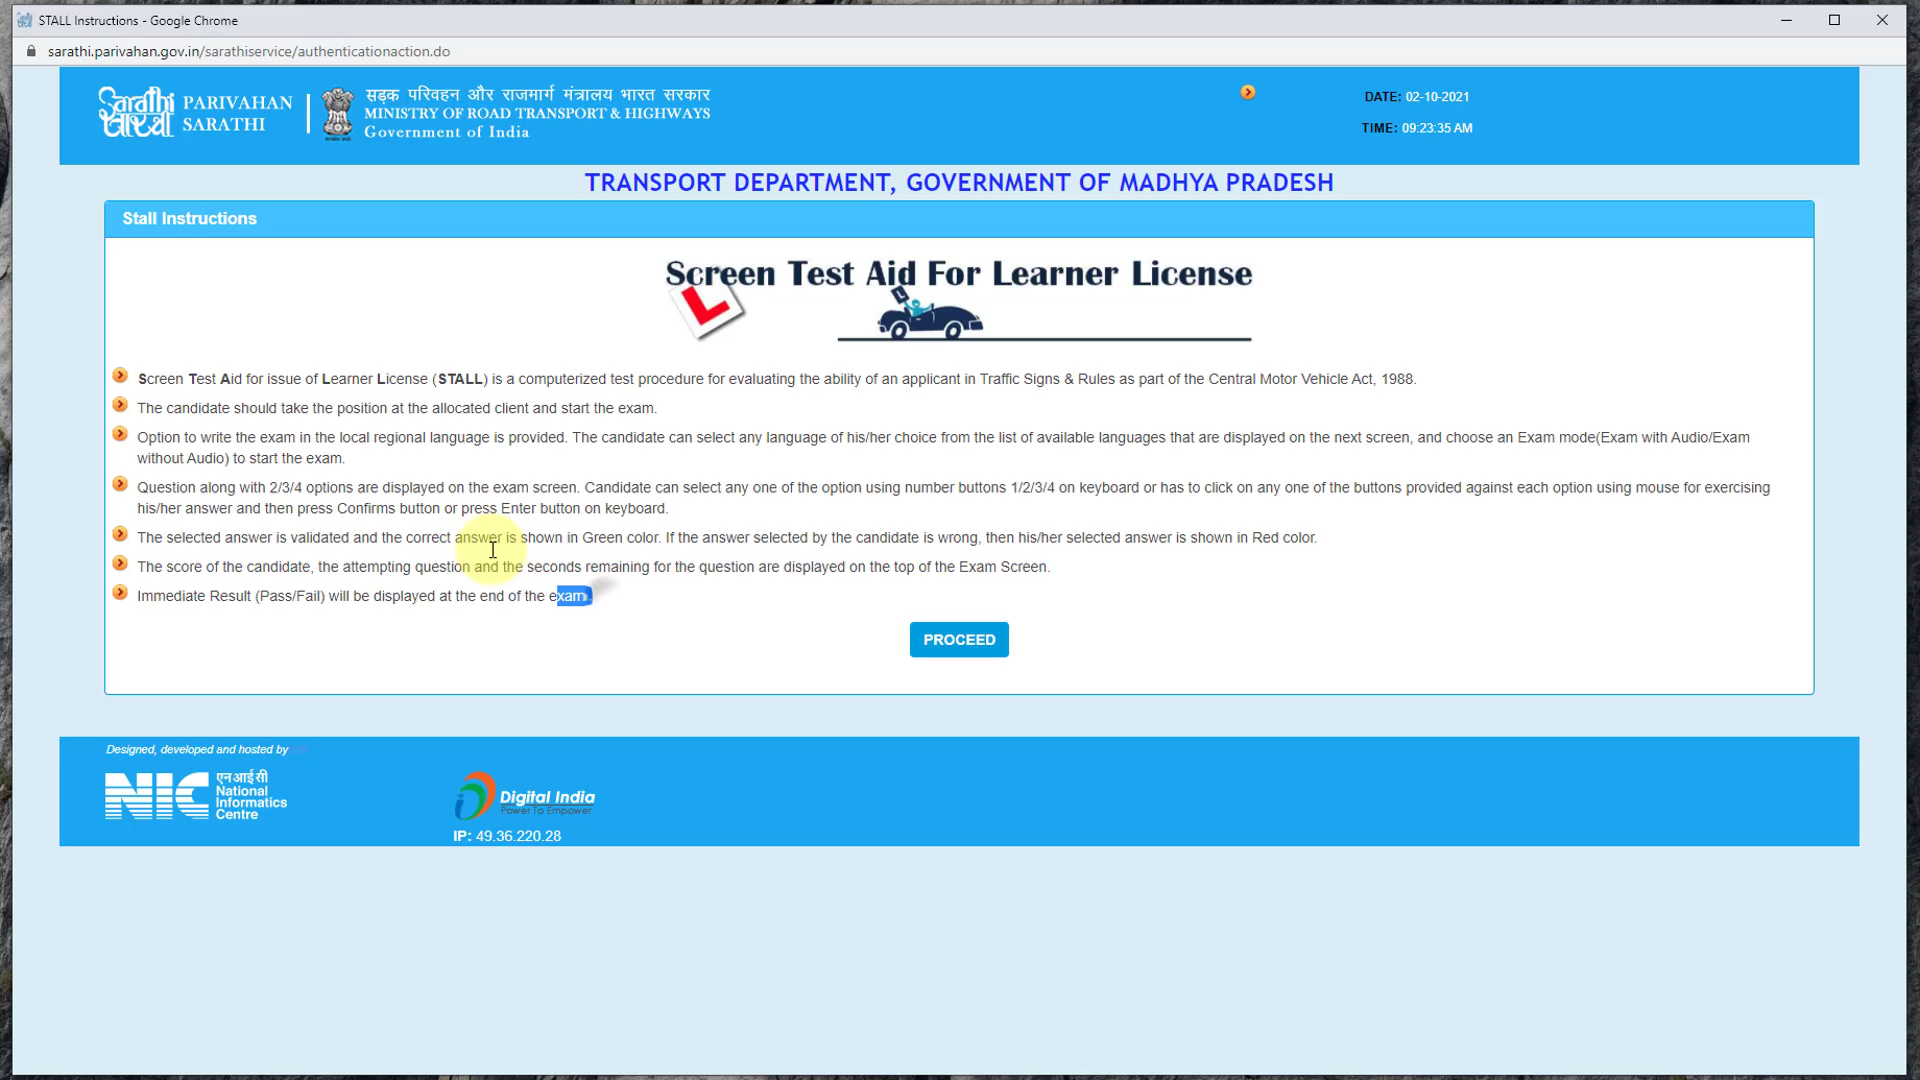 STALL Instructions - Google Chrome
sarathi.parivahan.gov.in/sarathiservice/authenticationaction.do
Sarathi
सारथी
PARIVAHAN
SARATHI
सड़क परिवहन और राजमार्ग मंत्रालय भारत सरकार
MINISTRY OF ROAD TRANSPORT & HIGHWAYS
Government of India
DATE: 02-10-2021
TIME: 09:23:35 AM
TRANSPORT DEPARTMENT, GOVERNMENT OF MADHYA PRADESH
Stall Instructions
Screen Test Aid For Learner License
L
Screen Test Aid for issue of Learner License (STALL) is a computerized test procedure for evaluating the ability of an applicant in Traffic Signs & Rules as part of the Central Motor Vehicle Act, 1988.
The candidate should take the position at the allocated client and start the exam.
Option to write the exam in the local regional language is provided. The candidate can select any language of his/her choice from the list of available languages that are displayed on the next screen, and choose an Exam mode(Exam with Audio/Exam
without Audio) to start the exam.
Question along with 2/3/4 options are displayed on the exam screen. Candidate can select any one of the option using number buttons 1/2/3/4 on keyboard or has to click on any one of the buttons provided against each option using mouse for exercising
his/her answer and then press Confirms button or press Enter button on keyboard.
The selected answer is validated and the correct answer is shown in Green color. If the answer selected by the candidate is wrong, then his/her selected answer is shown in Red color.
The score of the candidate, the attempting question and the seconds remaining for the question are displayed on the top of the Exam Screen.
Immediate Result (Pass/Fail) will be displayed at the end of the exam.
PROCEED
Designed, developed and hosted by
NIC
एनआईसी
National
Informatics
Centre
Digital India
Power To Empower
IP: 49.36.220.28